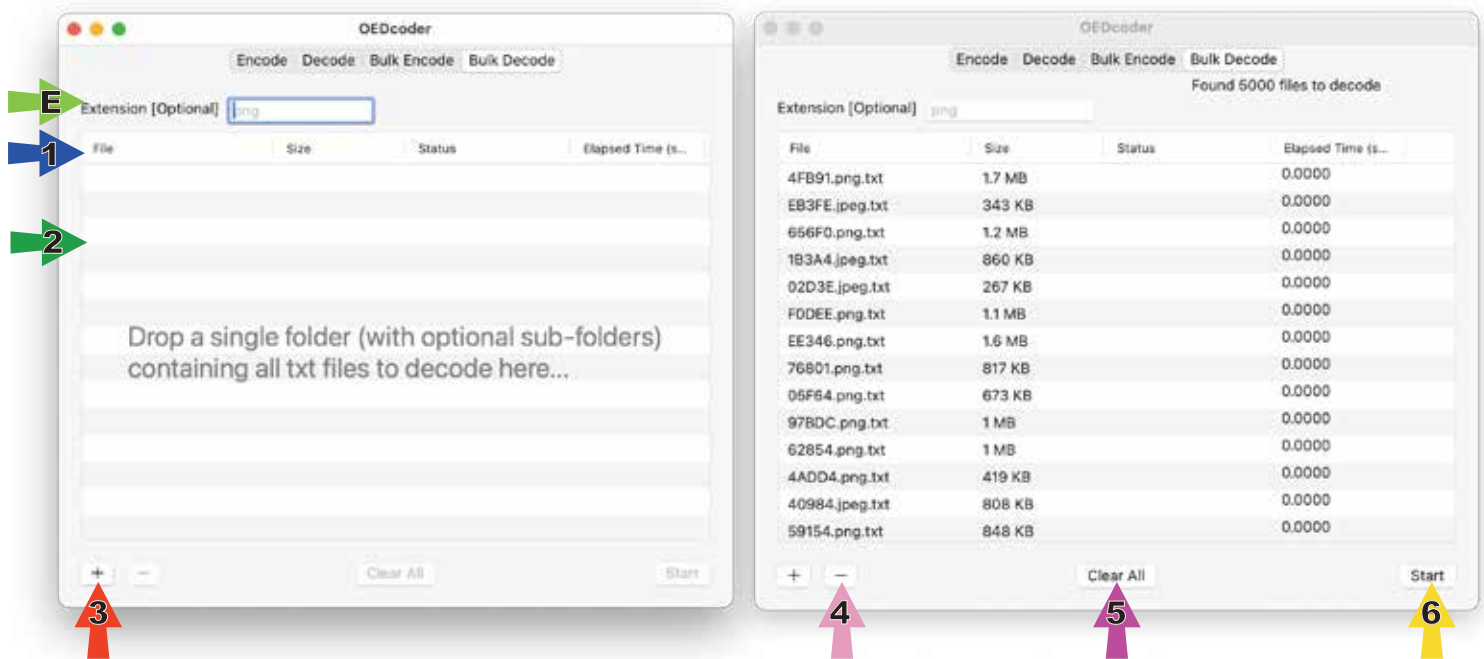 OEDcoder
Encode Decode Bulk Encode Bulk Decode
E
Extension [Optional] png
1
File Size Status Elapsed Time (s...
2
Drop a single folder (with optional sub-folders)
containing all txt files to decode here...
+ − Clear All Start
3
OEDcoder
Encode Decode Bulk Encode Bulk Decode
Found 5000 files to decode
Extension [Optional] png
File Size Status Elapsed Time (s...
4FB91.png.txt 1.7 MB 0.0000
EB3FE.jpeg.txt 343 KB 0.0000
656F0.png.txt 1.2 MB 0.0000
1B3A4.jpeg.txt 860 KB 0.0000
02D3E.jpeg.txt 267 KB 0.0000
F0DEE.png.txt 1.1 MB 0.0000
EE346.png.txt 1.6 MB 0.0000
76801.png.txt 817 KB 0.0000
05F64.png.txt 673 KB 0.0000
97BDC.png.txt 1 MB 0.0000
62854.png.txt 1 MB 0.0000
4ADD4.png.txt 419 KB 0.0000
40984.jpeg.txt 808 KB 0.0000
59154.png.txt 848 KB 0.0000
+ − Clear All Start
4 5 6